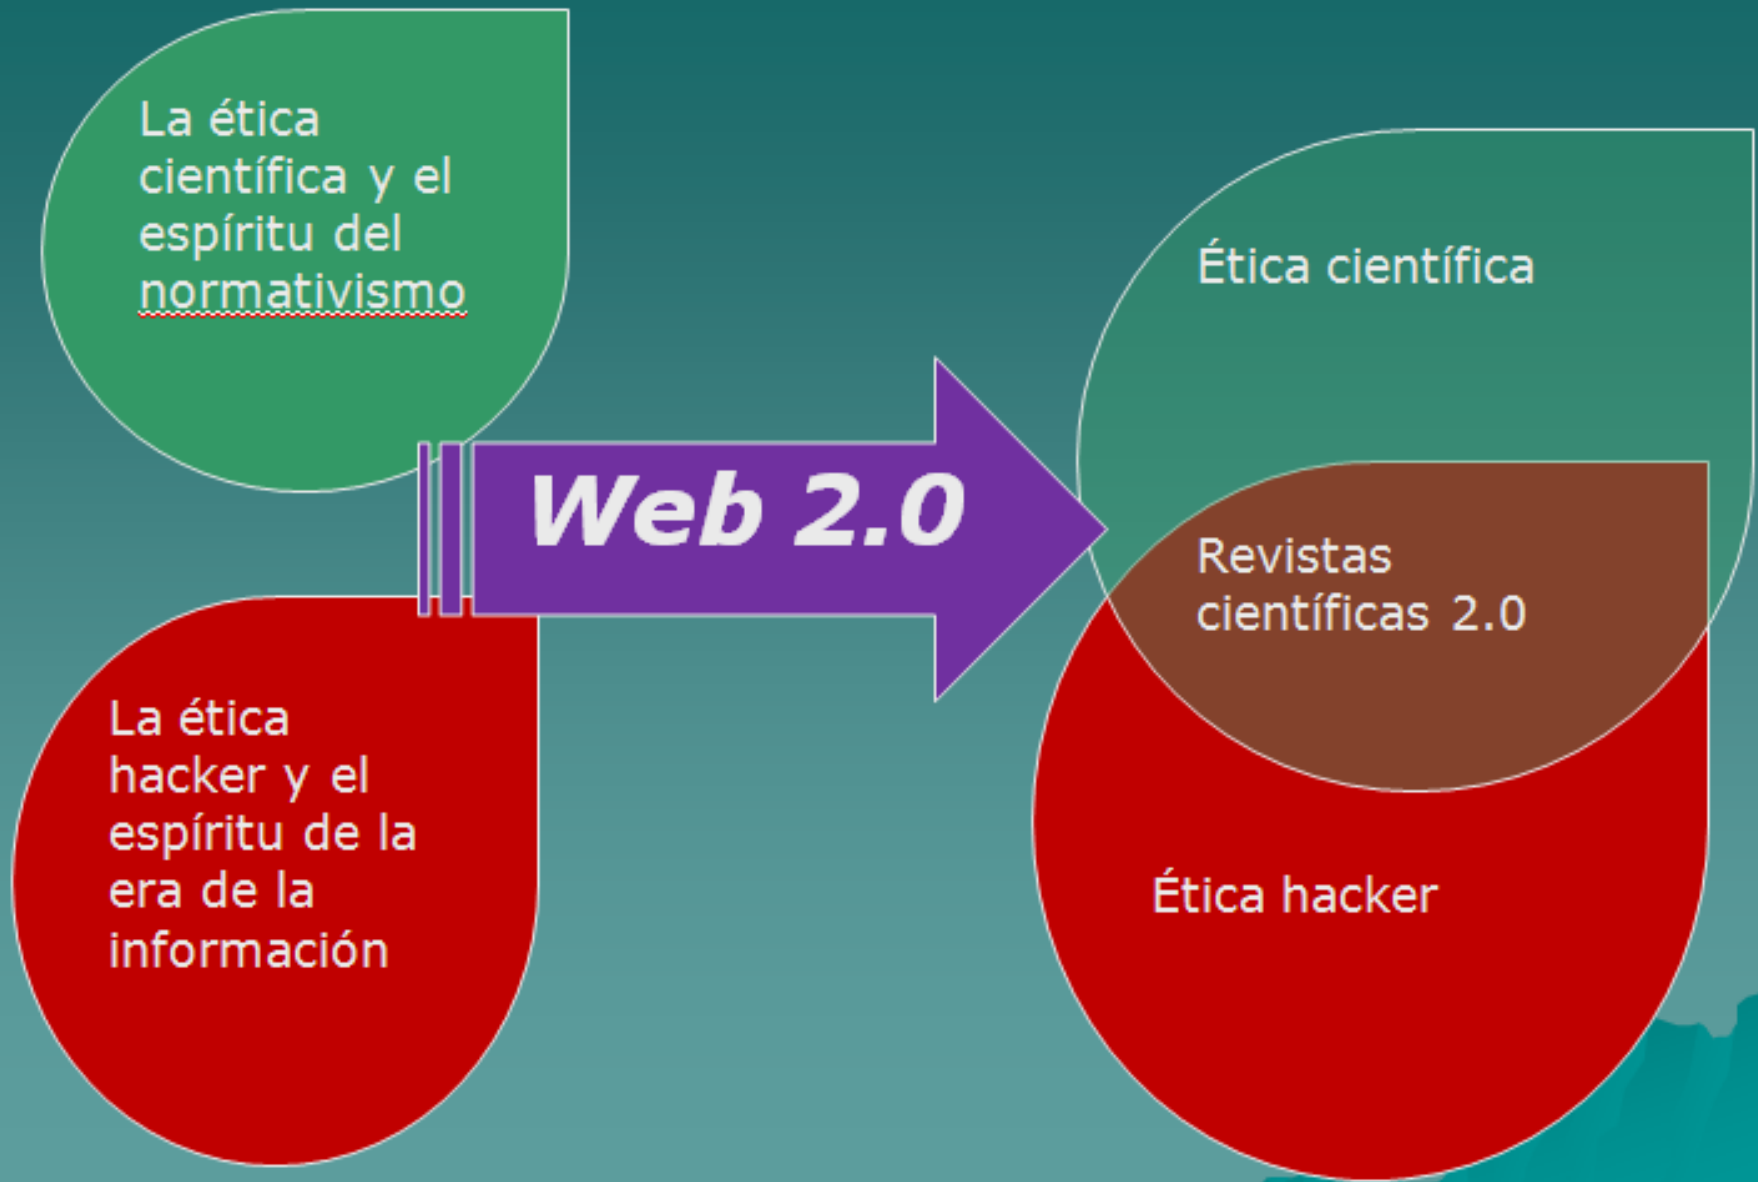 La ética
científica y el
espíritu del
normativismo
La ética
hacker y el
espíritu de la
era de la
información
Web 2.0
Ética científica
Revistas
científicas 2.0
Ética hacker